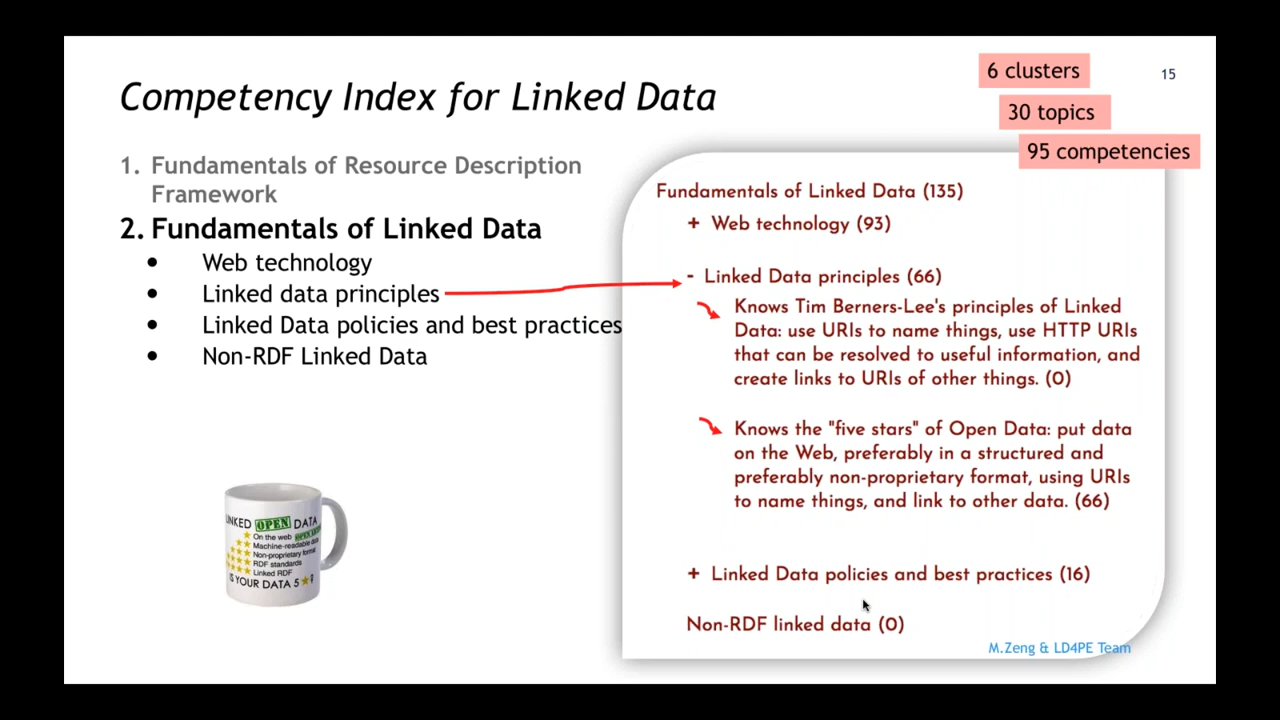 Competency Index for Linked Data
6 clusters
30 topics
95 competencies
15
1. Fundamentals of Resource Description
Framework
2. Fundamentals of Linked Data
• Web technology
• Linked data principles
• Linked Data policies and best practices
• Non-RDF Linked Data
Fundamentals of Linked Data (135)
+ Web technology (93)
- Linked Data principles (66)
Knows Tim Berners-Lee's principles of Linked
Data: use URIs to name things, use HTTP URIs
that can be resolved to useful information, and
create links to URIs of other things. (0)
Knows the "five stars" of Open Data: put data
on the Web, preferably in a structured and
preferably non-proprietary format, using URIs
to name things, and link to other data. (66)
+ Linked Data policies and best practices (16)
Non-RDF linked data (0)
M.Zeng & LD4PE Team
OPEN DATA
On the web
Machine-readable
Non-proprietary format
RDF standards
Linked RDF
IS YOUR DATA 5